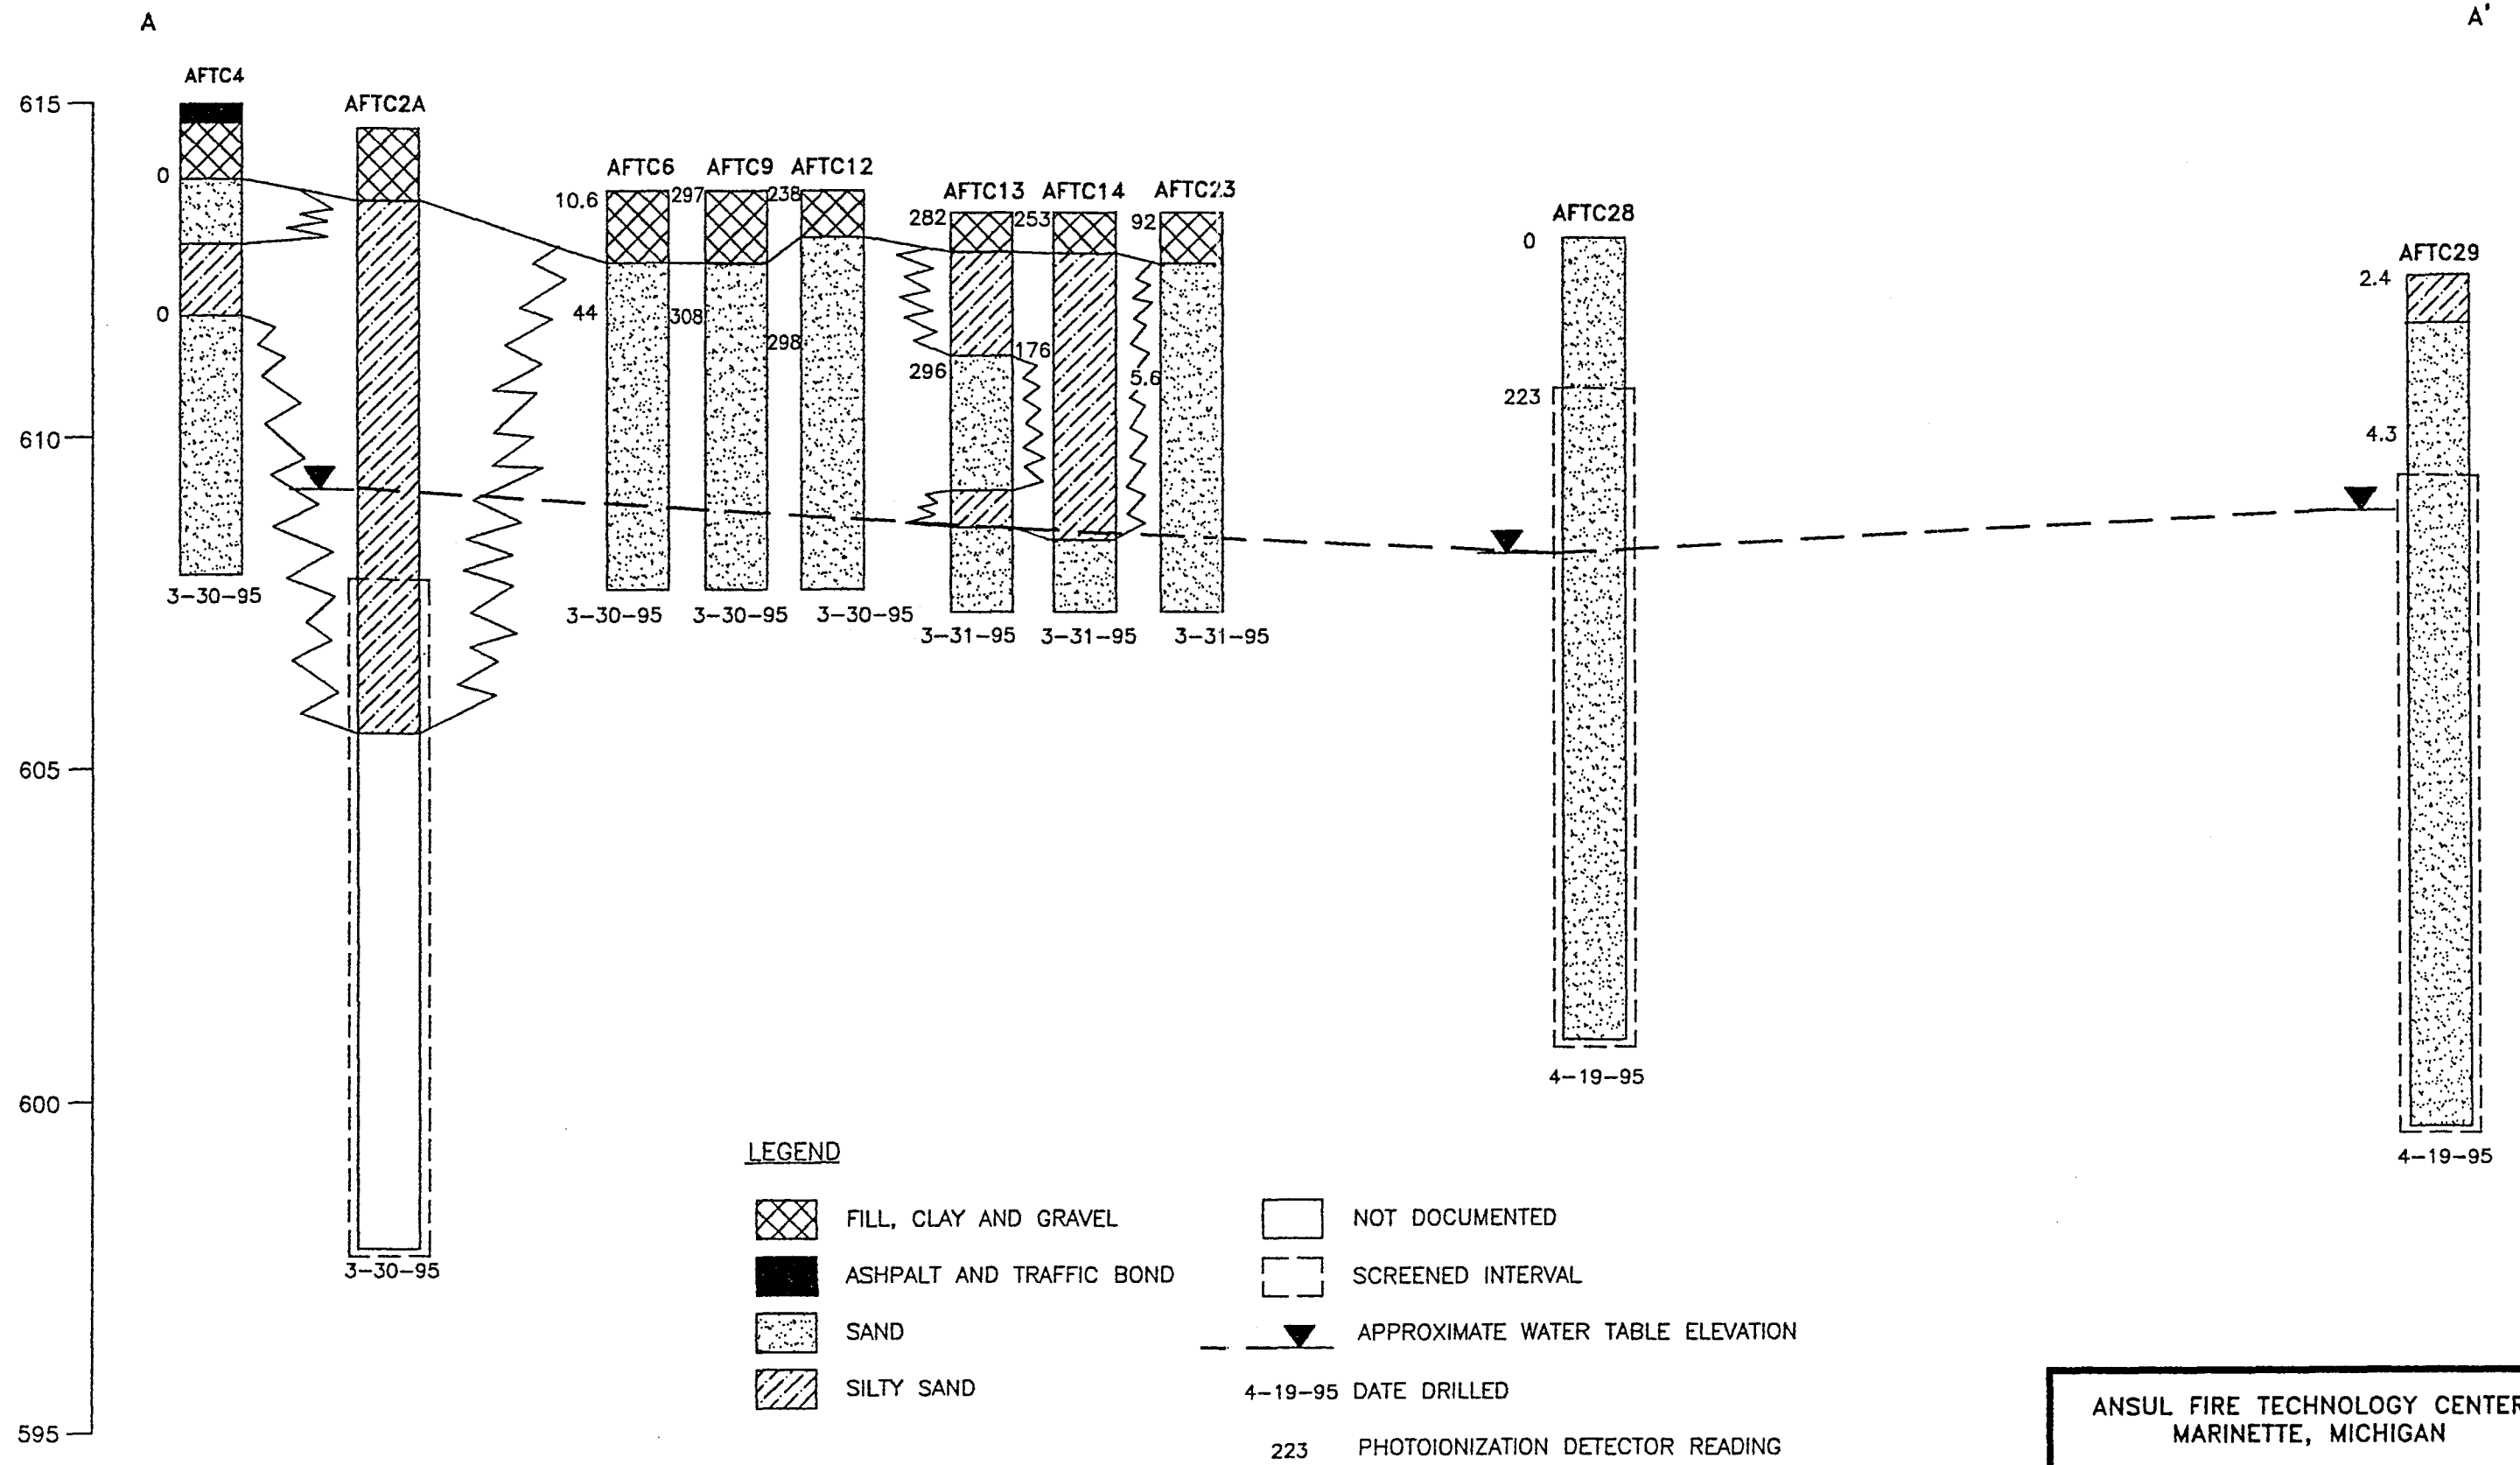 A
A'
AFTC4
AFTC2A
AFTC6
AFTC9
AFTC12
AFTC13
AFTC14
AFTC23
AFTC28
AFTC29
615
610
605
600
595
0
0
10.6
297
238
44
308
298
282
253
92
176
296
5.6
0
223
2.4
4.3
3-30-95
3-30-95
3-30-95
3-30-95
3-30-95
3-31-95
3-31-95
3-31-95
4-19-95
4-19-95
LEGEND
FILL, CLAY AND GRAVEL
ASHPALT AND TRAFFIC BOND
SAND
SILTY SAND
NOT DOCUMENTED
SCREENED INTERVAL
APPROXIMATE WATER TABLE ELEVATION
4-19-95 DATE DRILLED
223 PHOTOIONIZATION DETECTOR READING
ANSUL FIRE TECHNOLOGY CENTER
MARINETTE, MICHIGAN